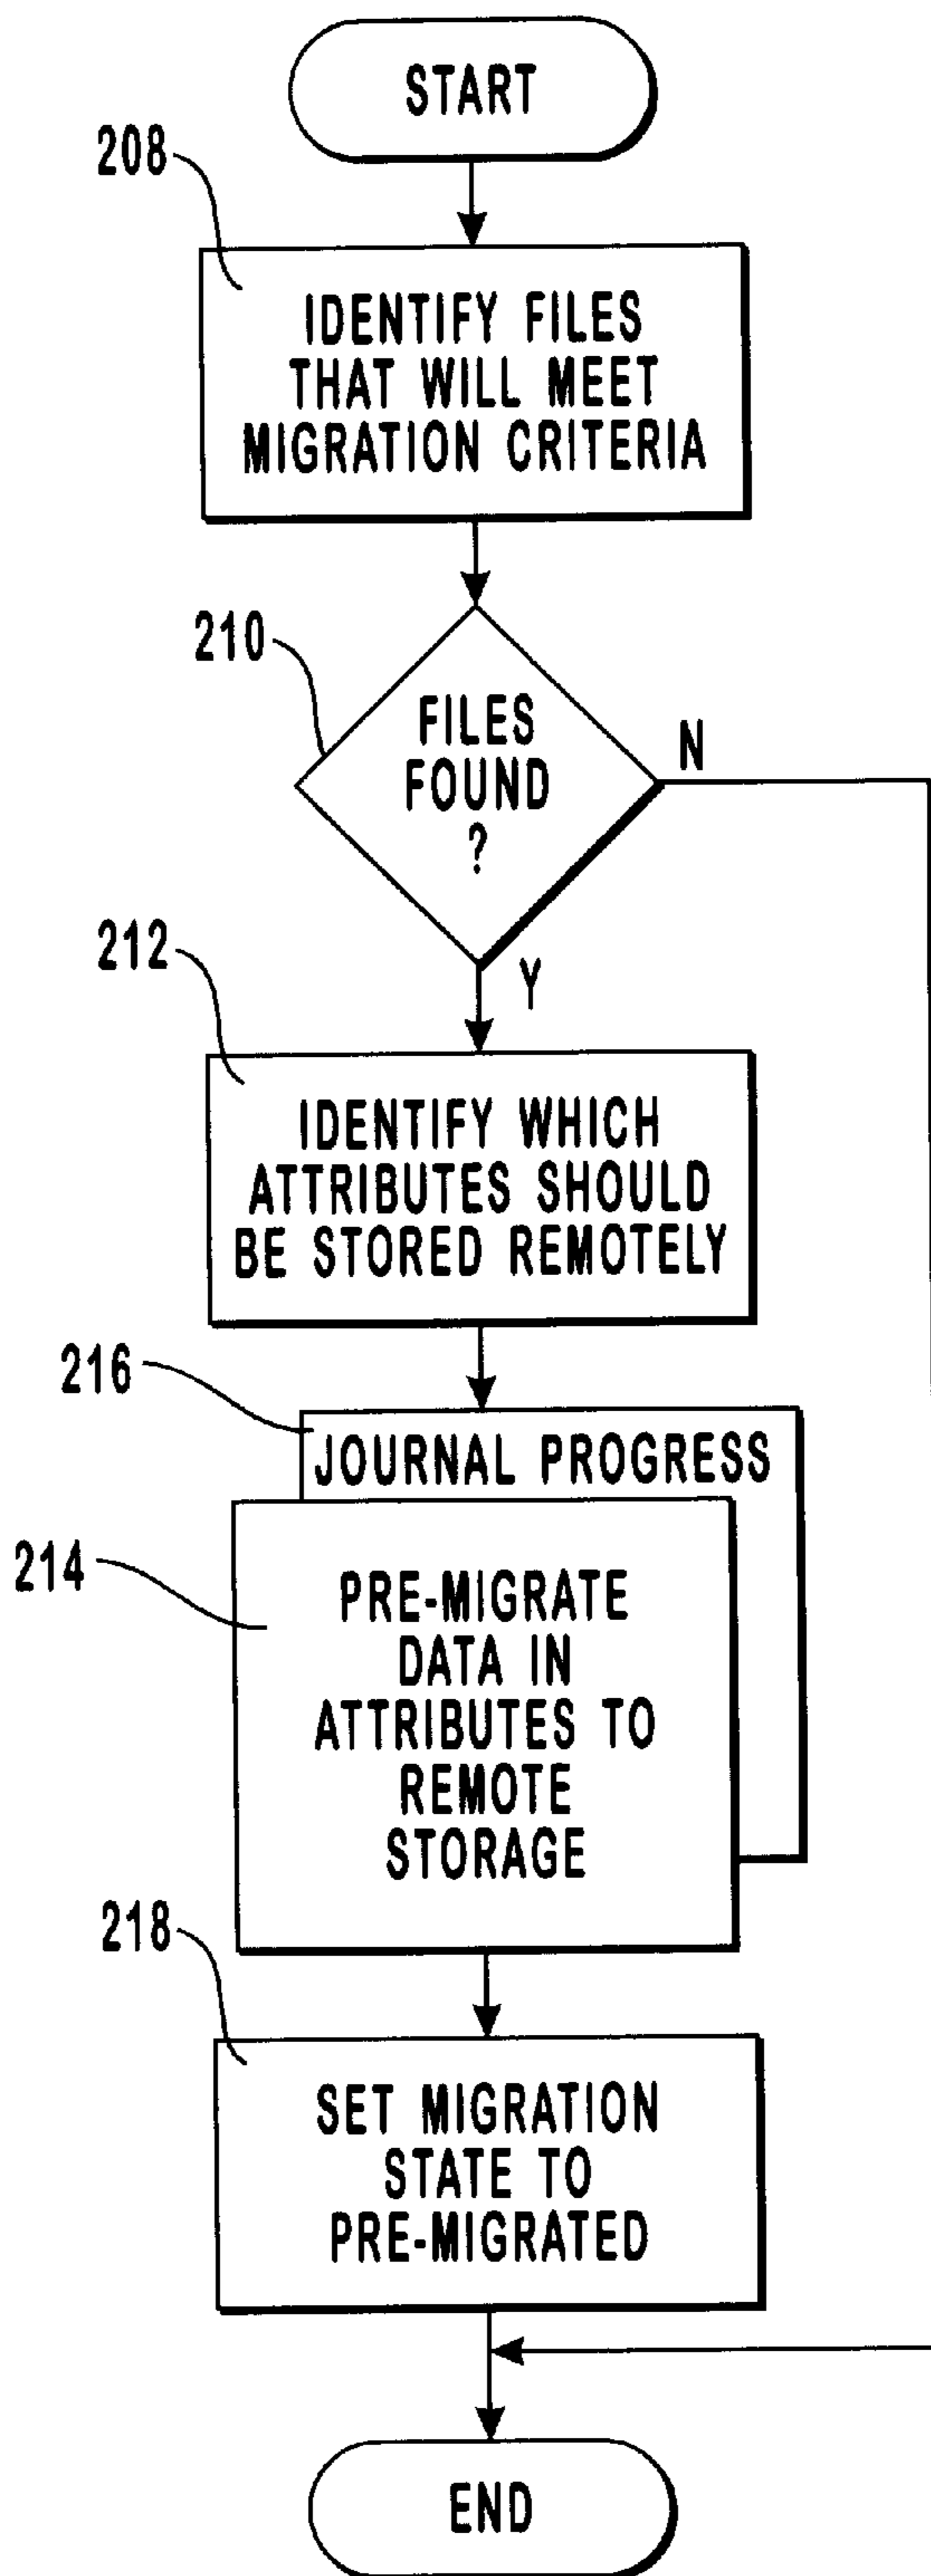 START
208
IDENTIFY FILES
THAT WILL MEET
MIGRATION CRITERIA
210
FILES
FOUND
?
N
Y
212
IDENTIFY WHICH
ATTRIBUTES SHOULD
BE STORED REMOTELY
216
JOURNAL PROGRESS
214
PRE-MIGRATE
DATA IN
ATTRIBUTES TO
REMOTE
STORAGE
218
SET MIGRATION
STATE TO
PRE-MIGRATED
END